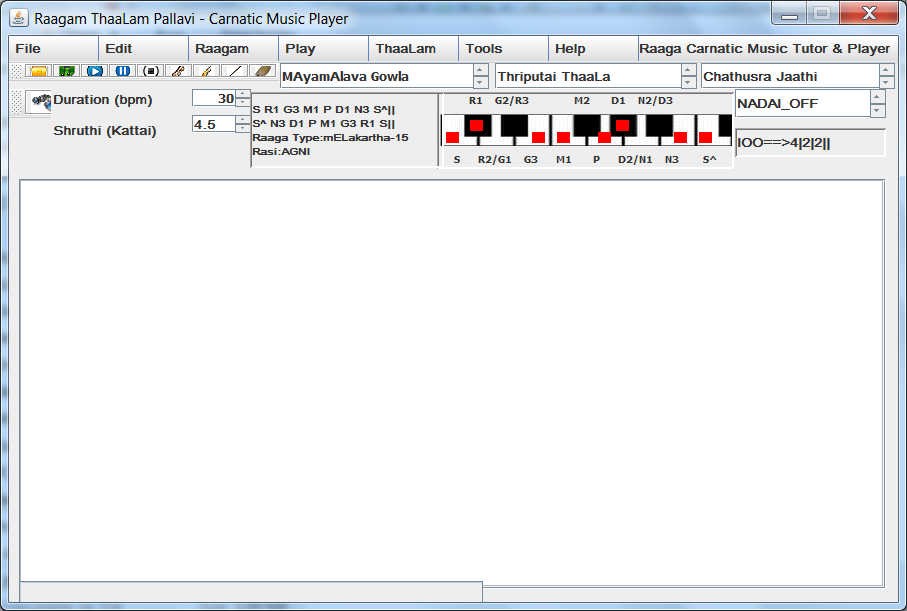 Raagam ThaaLam Pallavi - Carnatic Music Player
File Edit Raagam Play ThaaLam Tools Help Raaga Carnatic Music Tutor & Player
MAyamAlava Gowla Thriputai ThaaLa Chathusra Jaathi
Duration (bpm) 30
Shruthi (Kattai) 4.5
S R1 G3 M1 P D1 N3 S^||
S^ N3 D1 P M1 G3 R1 S||
Raaga Type:mELakartha-15
Rasi:AGNI
R1 G2/R3 M2 D1 N2/D3
S R2/G1 G3 M1 P D2/N1 N3 S^
NADAI_OFF
IOO==>4|2|2||